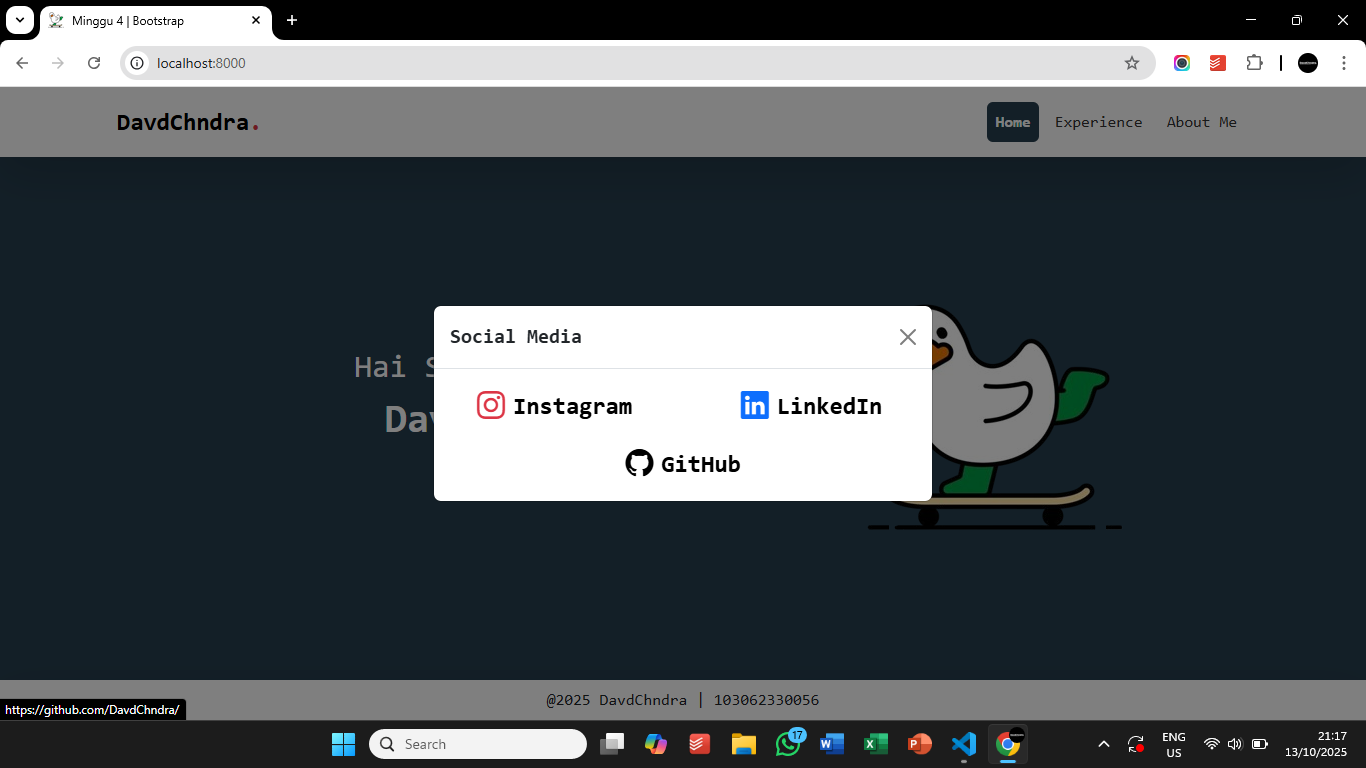 Minggu 4 | Bootstrap
localhost:8000
DavdChndra.
Home Experience About Me
Social Media
Hai
Instagram
LinkedIn
GitHub
@2025 DavdChndra | 103062330056
https://github.com/DavdChndra/
Search
17
ENG
US
21:17
13/10/2025